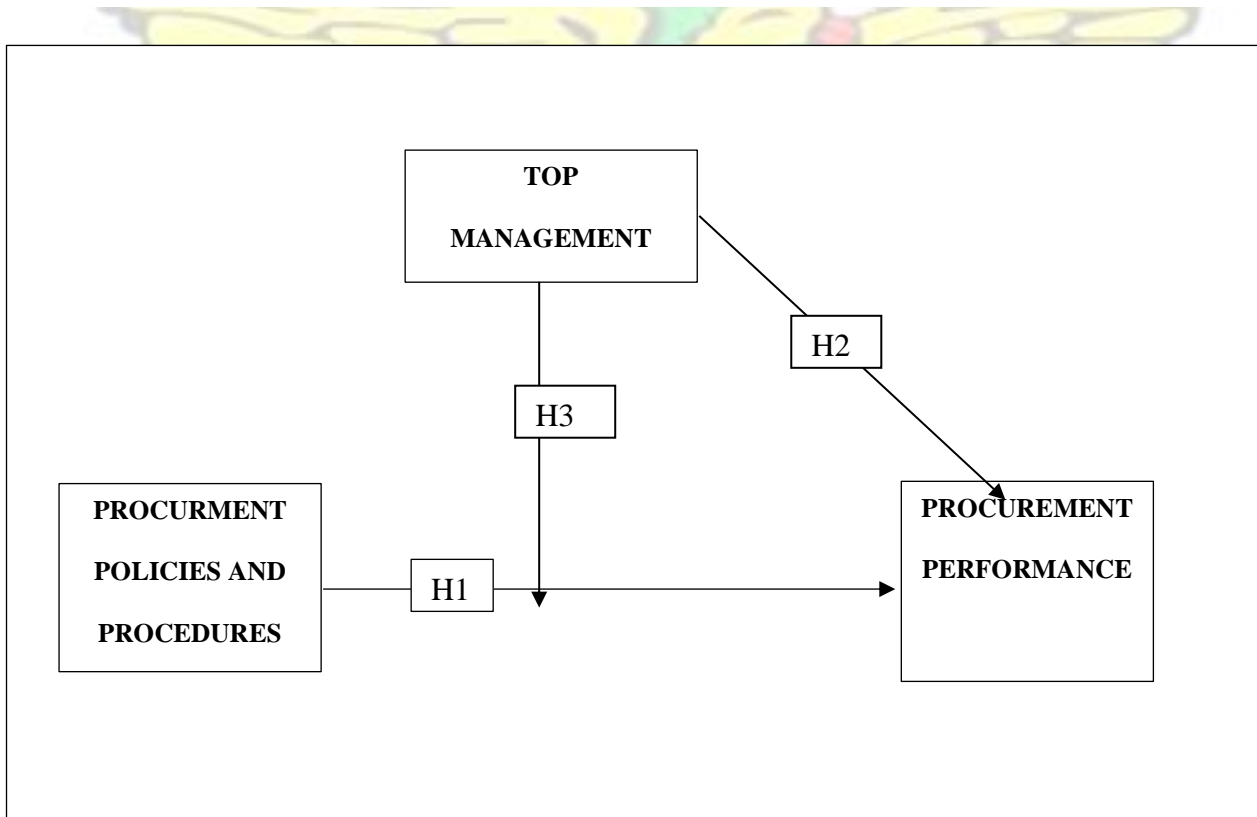 TOP
MANAGEMENT
H2
H3
PROCURMENT
POLICIES AND
PROCEDURES
H1
PROCUREMENT
PERFORMANCE